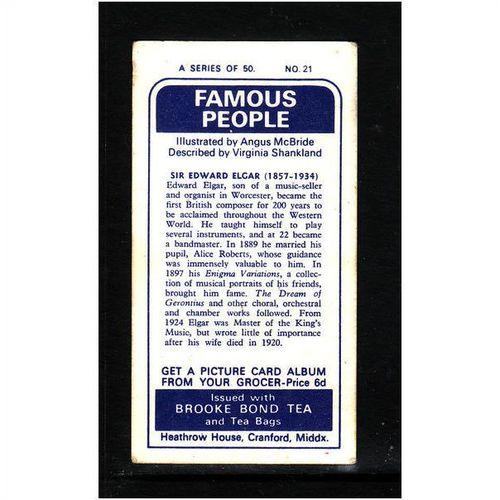 A SERIES OF 50. NO. 21
FAMOUS
PEOPLE
Illustrated by Angus McBride
Described by Virginia Shankland
SIR EDWARD ELGAR (1857-1934)
Edward Elgar, son of a music-seller
and organist in Worcester, became the
first British composer for 200 years to
be acclaimed throughout the Western
World. He taught himself to play
several instruments, and at 22 became
a bandmaster. In 1889 he married his
pupil, Alice Roberts, whose guidance
was immensely valuable to him. In
1897 his Enigma Variations, a collec-
tion of musical portraits of his friends,
brought him fame. The Dream of
Gerontius and other choral, orchestral
and chamber works followed. From
1924 Elgar was Master of the King's
Music, but wrote little of importance
after his wife died in 1920.
GET A PICTURE CARD ALBUM
FROM YOUR GROCER-Price 6d
Issued with
BROOKE BOND TEA
and Tea Bags
Heathrow House, Cranford, Middx.